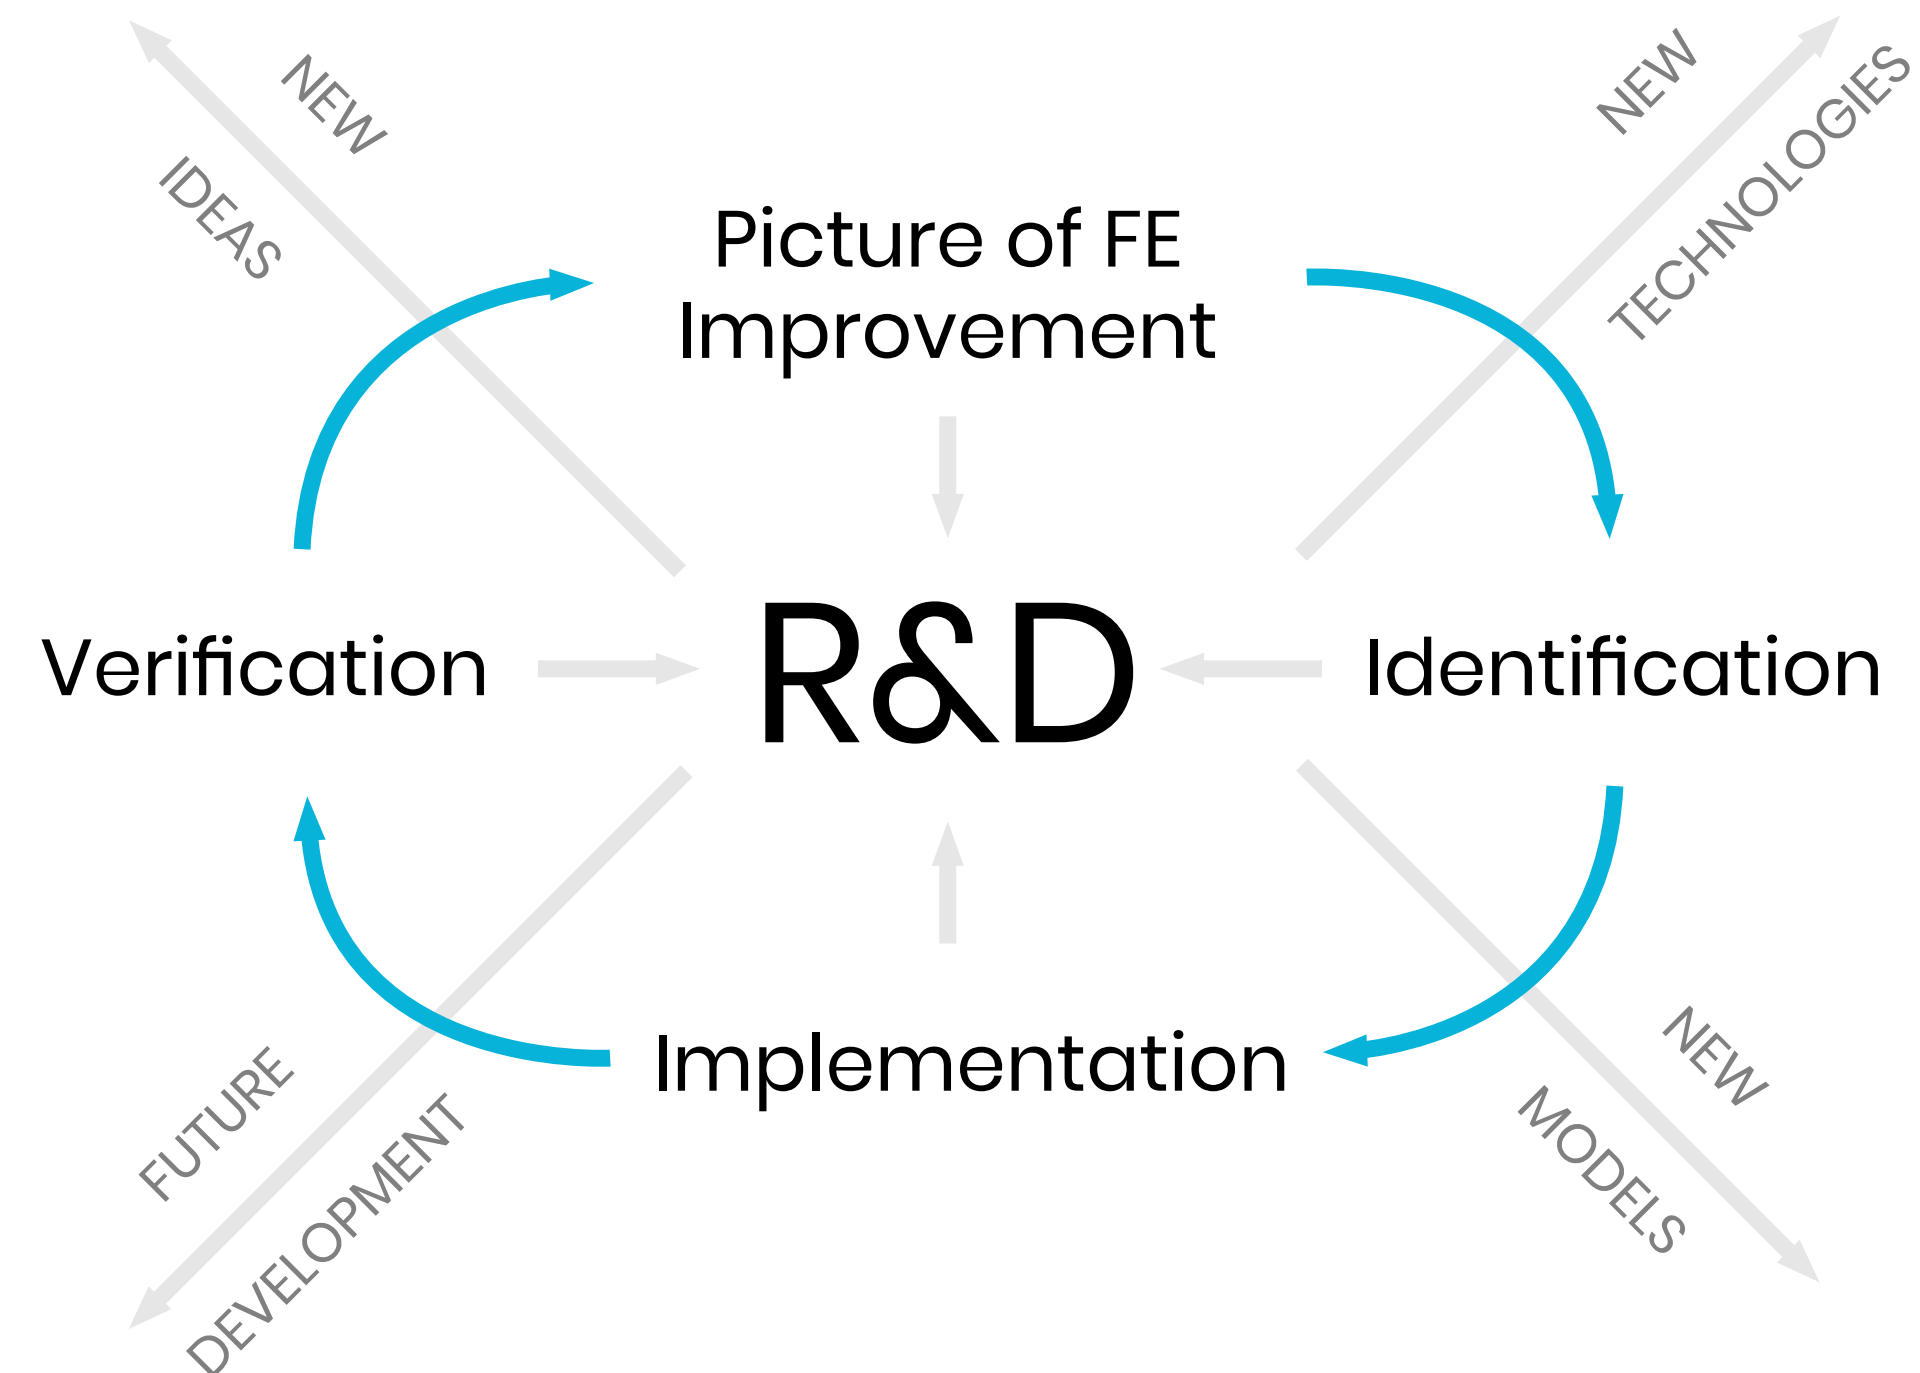 NEW
IDEAS
NEW
TECHNOLOGIES
Picture of FE
Improvement
Verification
R&D
Identification
Implementation
FUTURE
DEVELOPMENT
NEW
MODELS